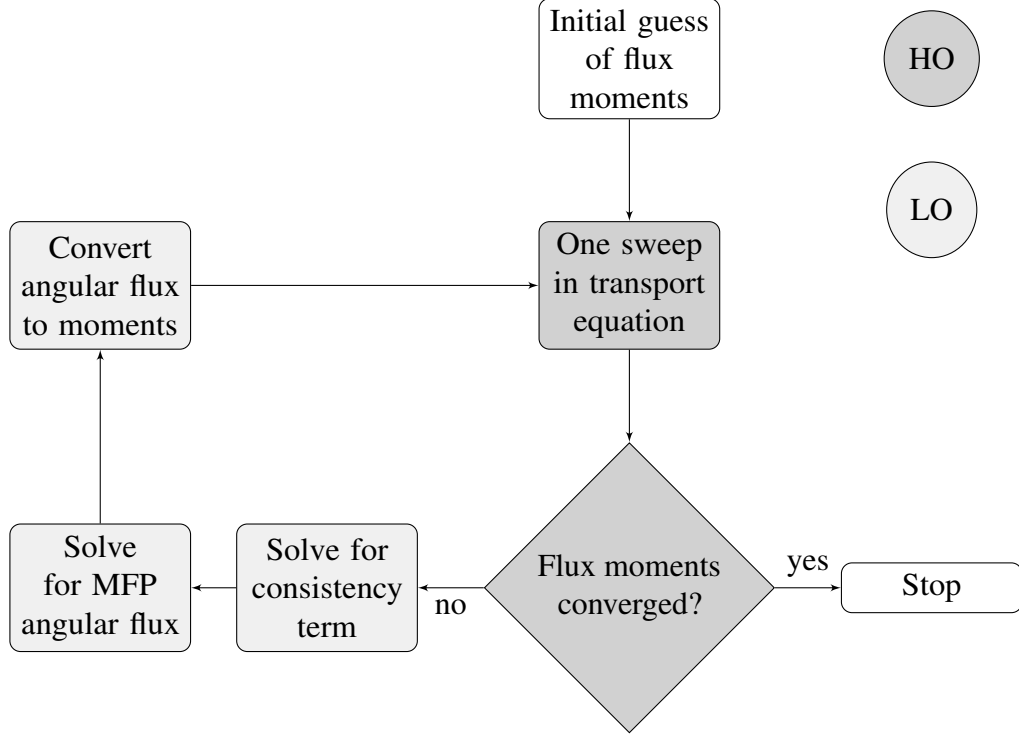 Initial guess
of flux
moments
HO
LO
Convert
angular flux
to moments
One sweep
in transport
equation
Solve
for MFP
angular flux
Solve for
consistency
term
no
Flux moments
converged?
yes
Stop